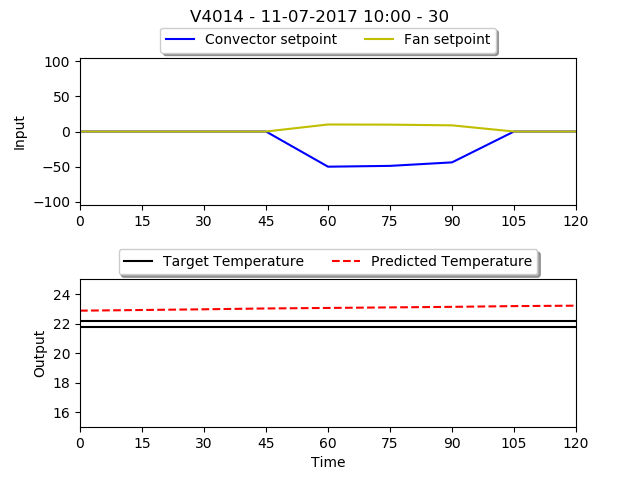 V4014 - 11-07-2017 10:00 - 30
Convector setpoint Fan setpoint
100
50
0
−50
−100
Input
0 15 30 45 60 75 90 105 120
Target Temperature Predicted Temperature
24
22
20
18
16
Output
0 15 30 45 60 75 90 105 120
Time